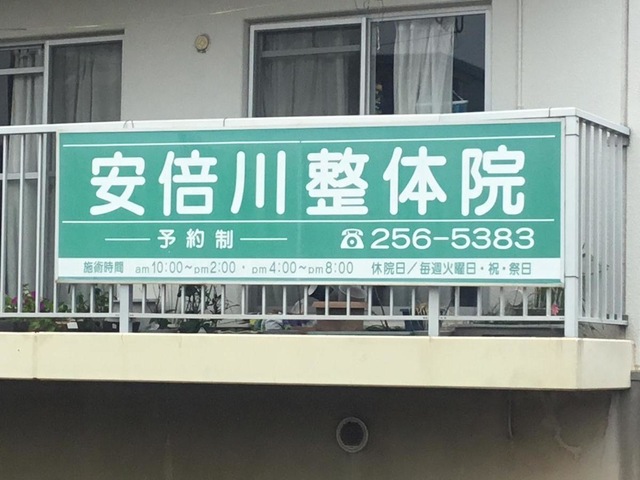 安倍川整体院
予約制 ☎256-5383
施術時間 am10:00～pm2:00・pm4:00～pm8:00 休院日／毎週火曜日・祝・祭日